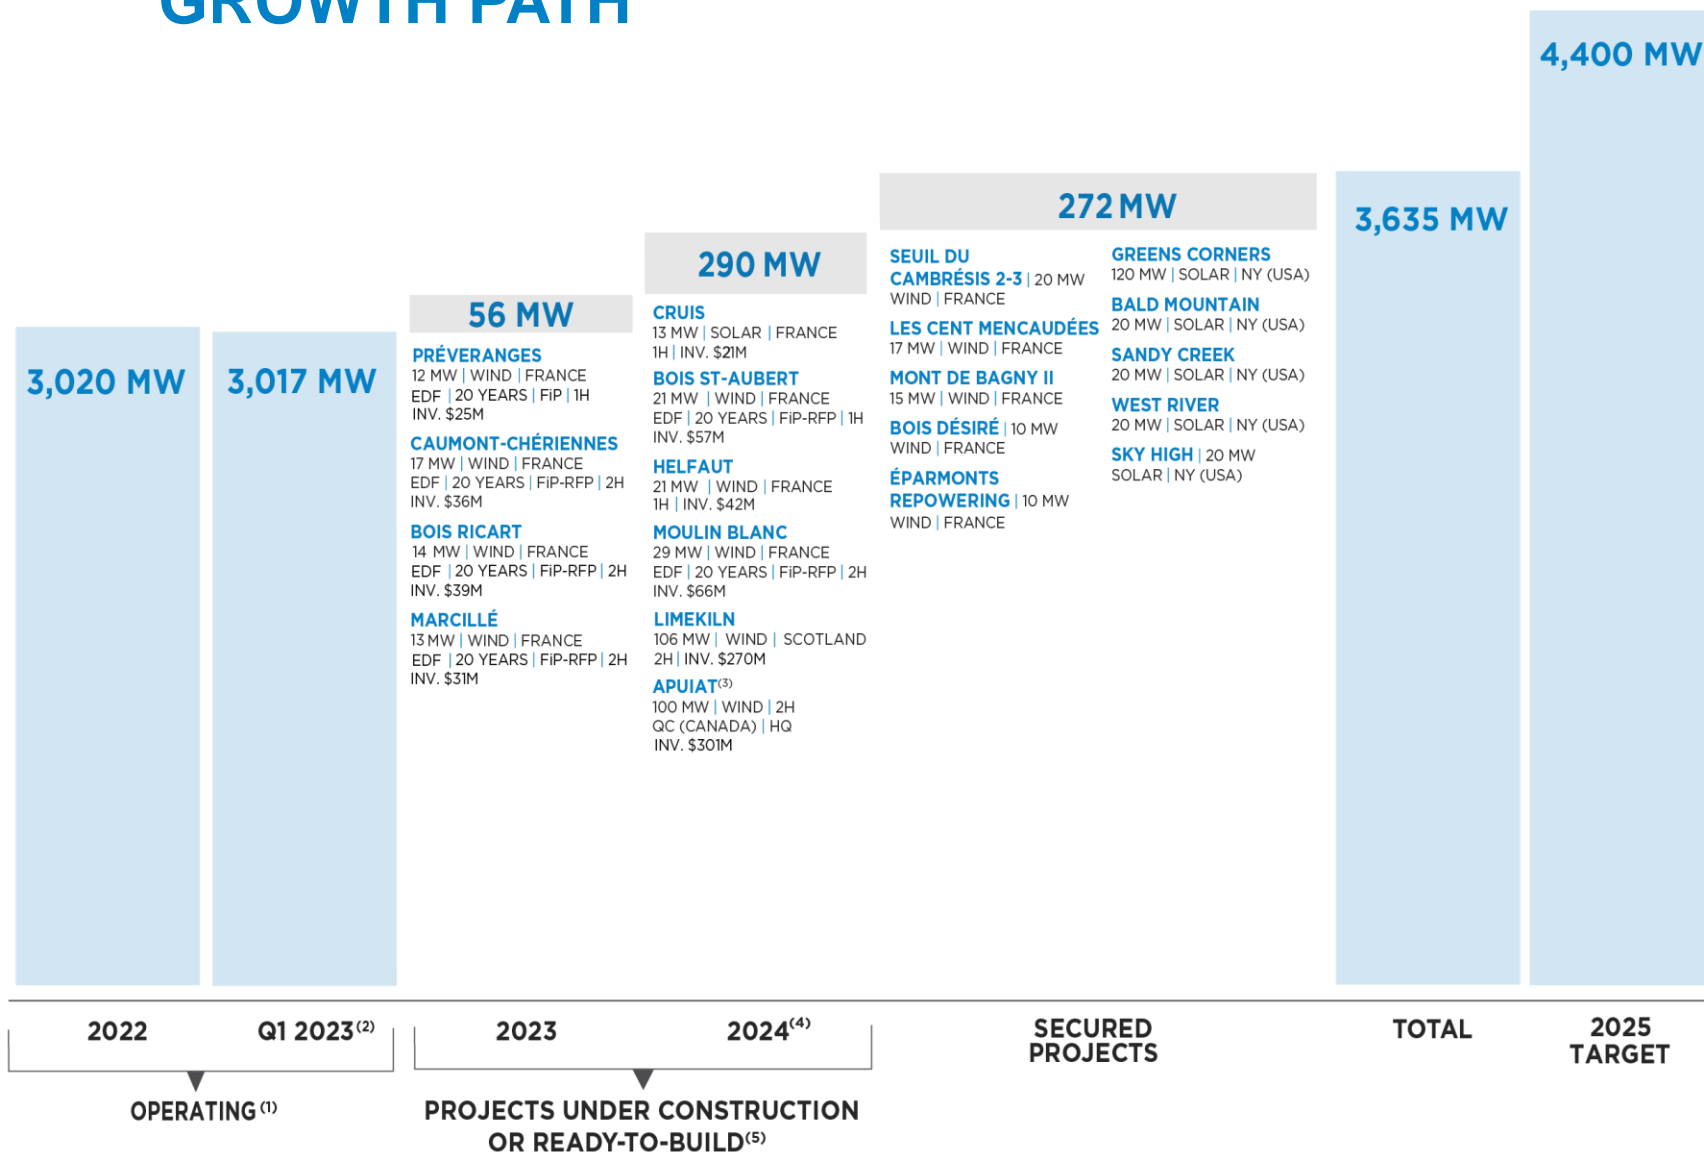 GROWTH PATH
3,020 MW
3,017 MW
56 MW
PRÉVERANGES
12 MW | WIND | FRANCE
EDF | 20 YEARS | FiP | 1H
INV. $25M
CAUMONT-CHÉRIENNES
17 MW | WIND | FRANCE
EDF | 20 YEARS | FiP-RFP | 2H
INV. $36M
BOIS RICART
14 MW | WIND | FRANCE
EDF | 20 YEARS | FiP-RFP | 2H
INV. $39M
MARCILLÉ
13 MW | WIND | FRANCE
EDF | 20 YEARS | FiP-RFP | 2H
INV. $31M
290 MW
CRUIS
13 MW | SOLAR | FRANCE
1H | INV. $21M
BOIS ST-AUBERT
21 MW | WIND | FRANCE
EDF | 20 YEARS | FiP-RFP | 1H
INV. $57M
HELFAUT
21 MW | WIND | FRANCE
1H | INV. $42M
MOULIN BLANC
29 MW | WIND | FRANCE
EDF | 20 YEARS | FiP-RFP | 2H
INV. $66M
LIMEKILN
106 MW | WIND | SCOTLAND
2H | INV. $270M
APUIAT(3)
100 MW | WIND | 2H
QC (CANADA) | HQ
INV. $301M
272 MW
SEUIL DU
CAMBRÉSIS 2-3 | 20 MW
WIND | FRANCE
LES CENT MENCAUDÉES
17 MW | WIND | FRANCE
MONT DE BAGNY II
15 MW | WIND | FRANCE
BOIS DÉSIRÉ | 10 MW
WIND | FRANCE
ÉPARMONTS
REPOWERING | 10 MW
WIND | FRANCE
GREENS CORNERS
120 MW | SOLAR | NY (USA)
BALD MOUNTAIN
20 MW | SOLAR | NY (USA)
SANDY CREEK
20 MW | SOLAR | NY (USA)
WEST RIVER
20 MW | SOLAR | NY (USA)
SKY HIGH | 20 MW
SOLAR | NY (USA)
3,635 MW
4,400 MW
2022
Q1 2023(2)
2023
2024(4)
SECURED
PROJECTS
TOTAL
2025
TARGET
OPERATING(1)
PROJECTS UNDER CONSTRUCTION
OR READY-TO-BUILD(5)